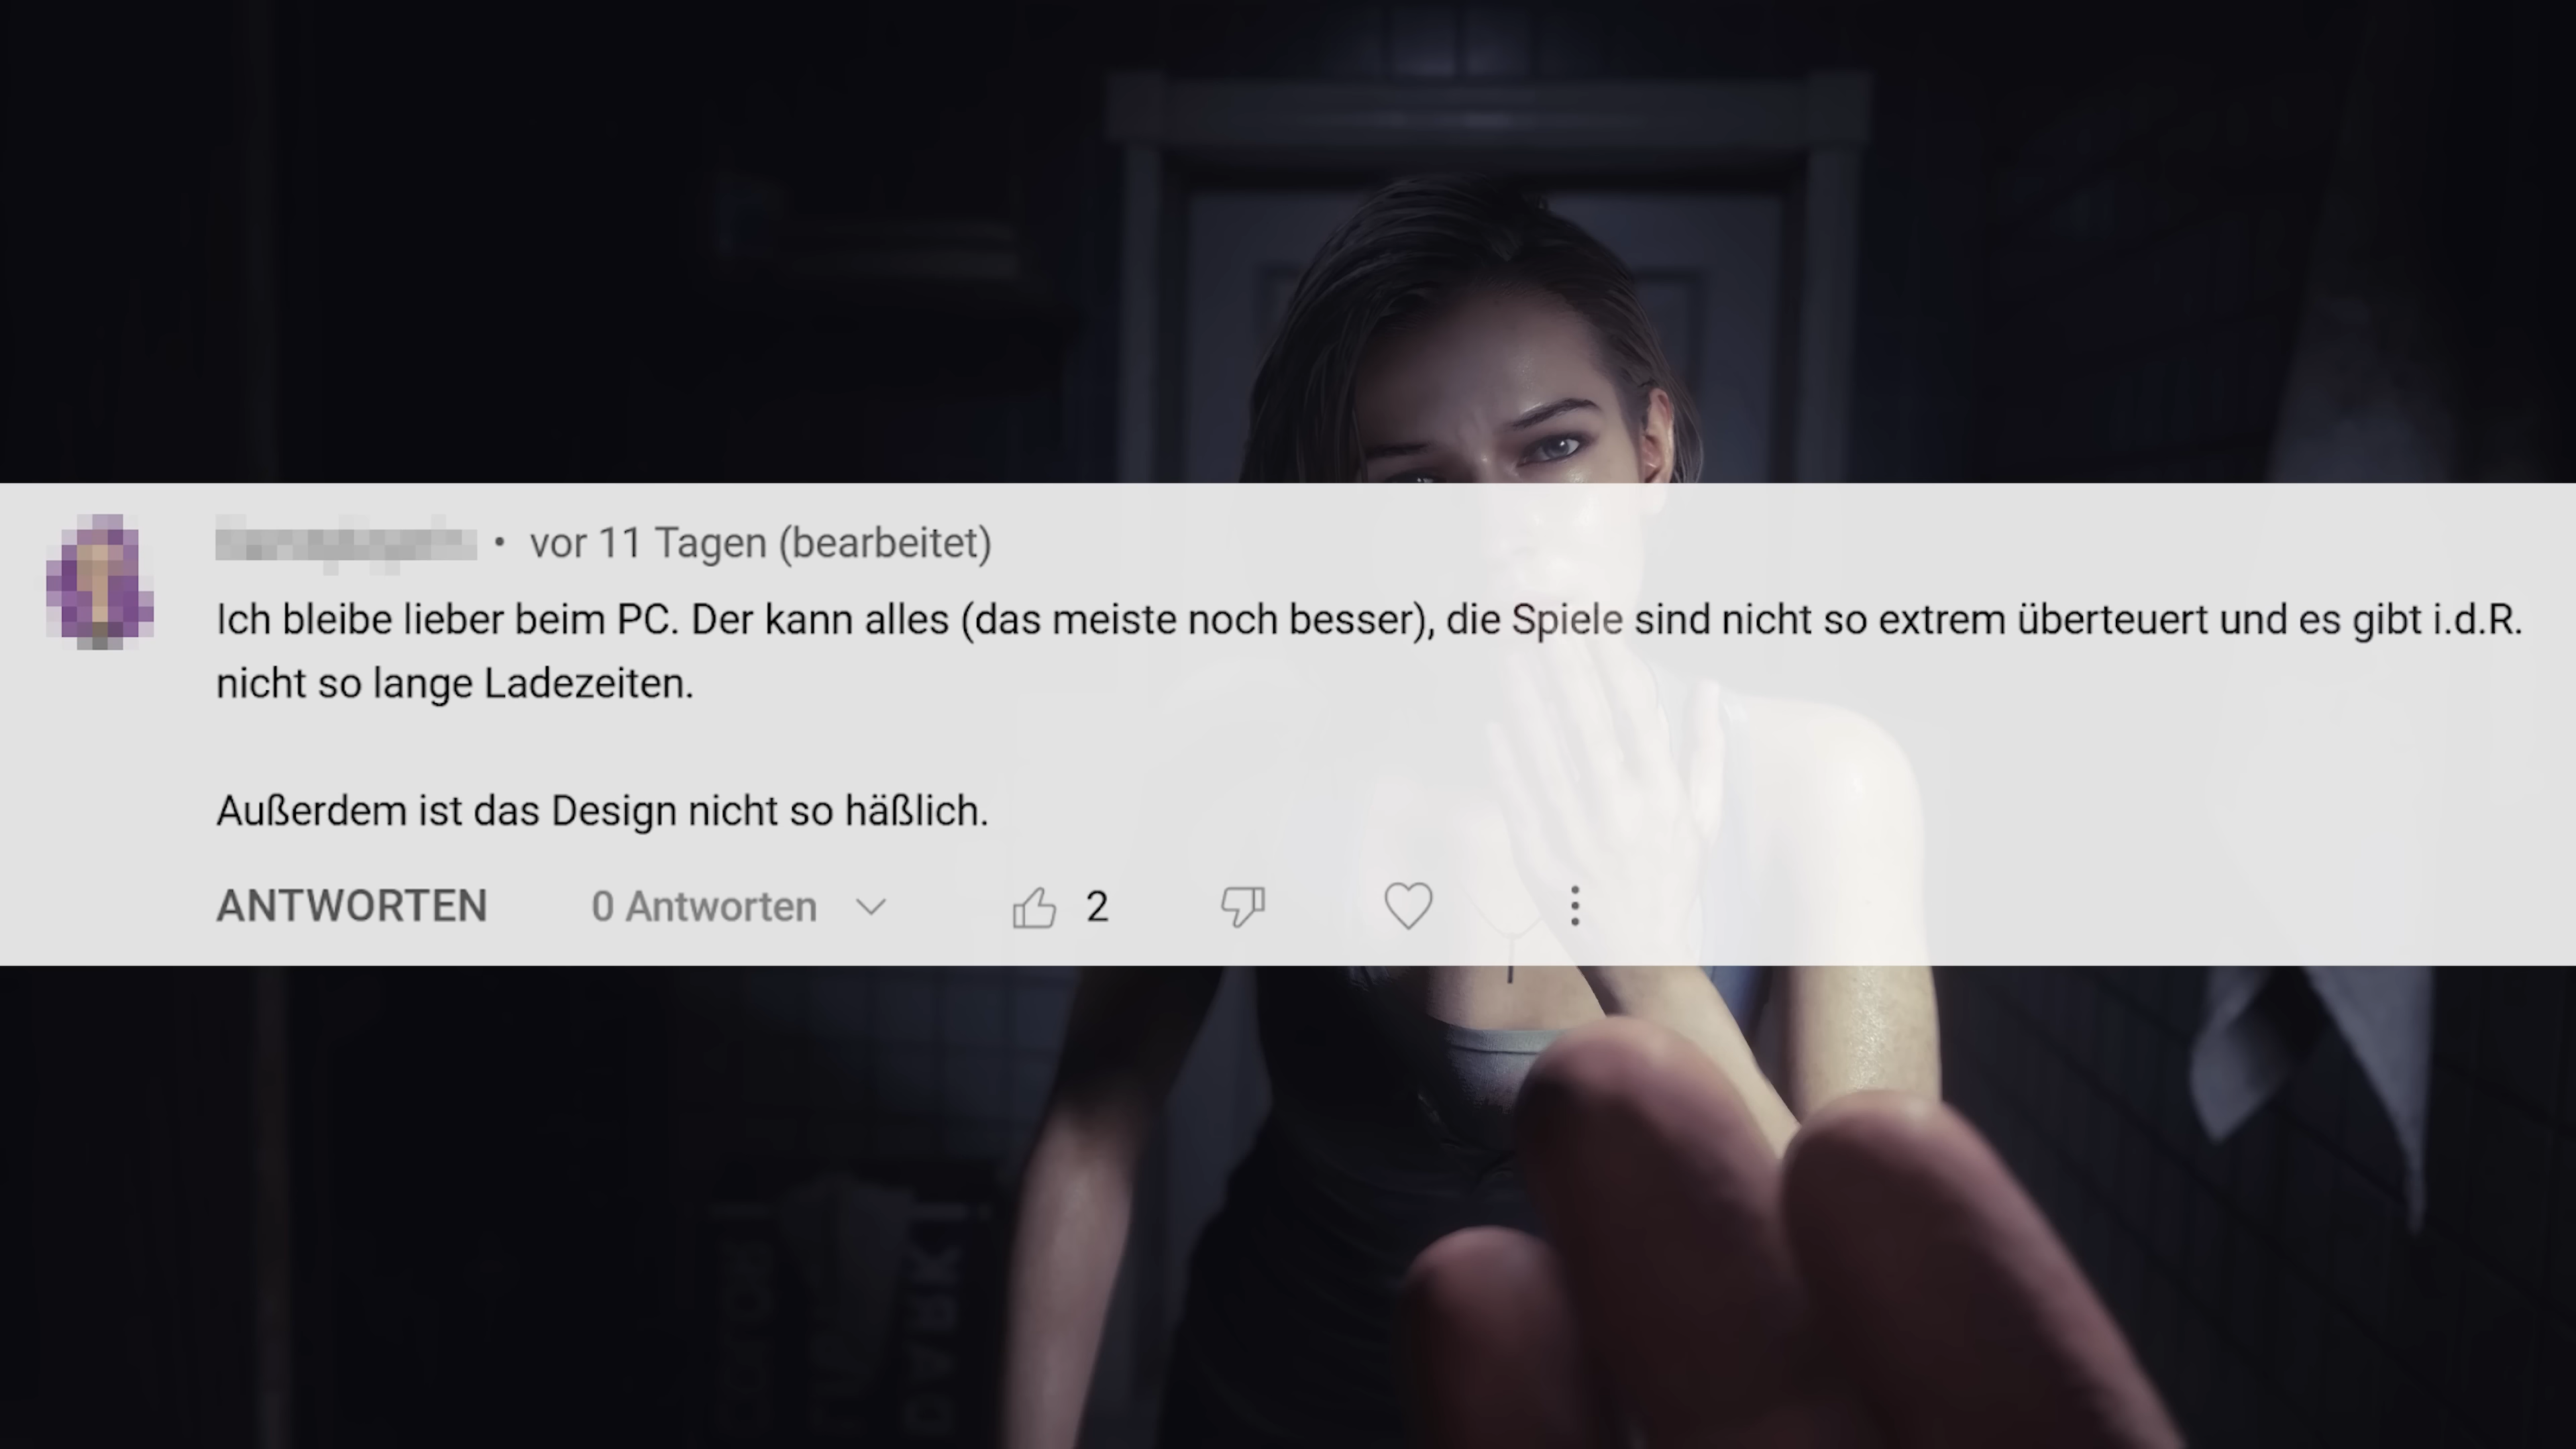 • vor 11 Tagen (bearbeitet)
Ich bleibe lieber beim PC. Der kann alles (das meiste noch besser), die Spiele sind nicht so extrem überteuert und es gibt i.d.R.
nicht so lange Ladezeiten.
Außerdem ist das Design nicht so häßlich.
ANTWORTEN 0 Antworten 2